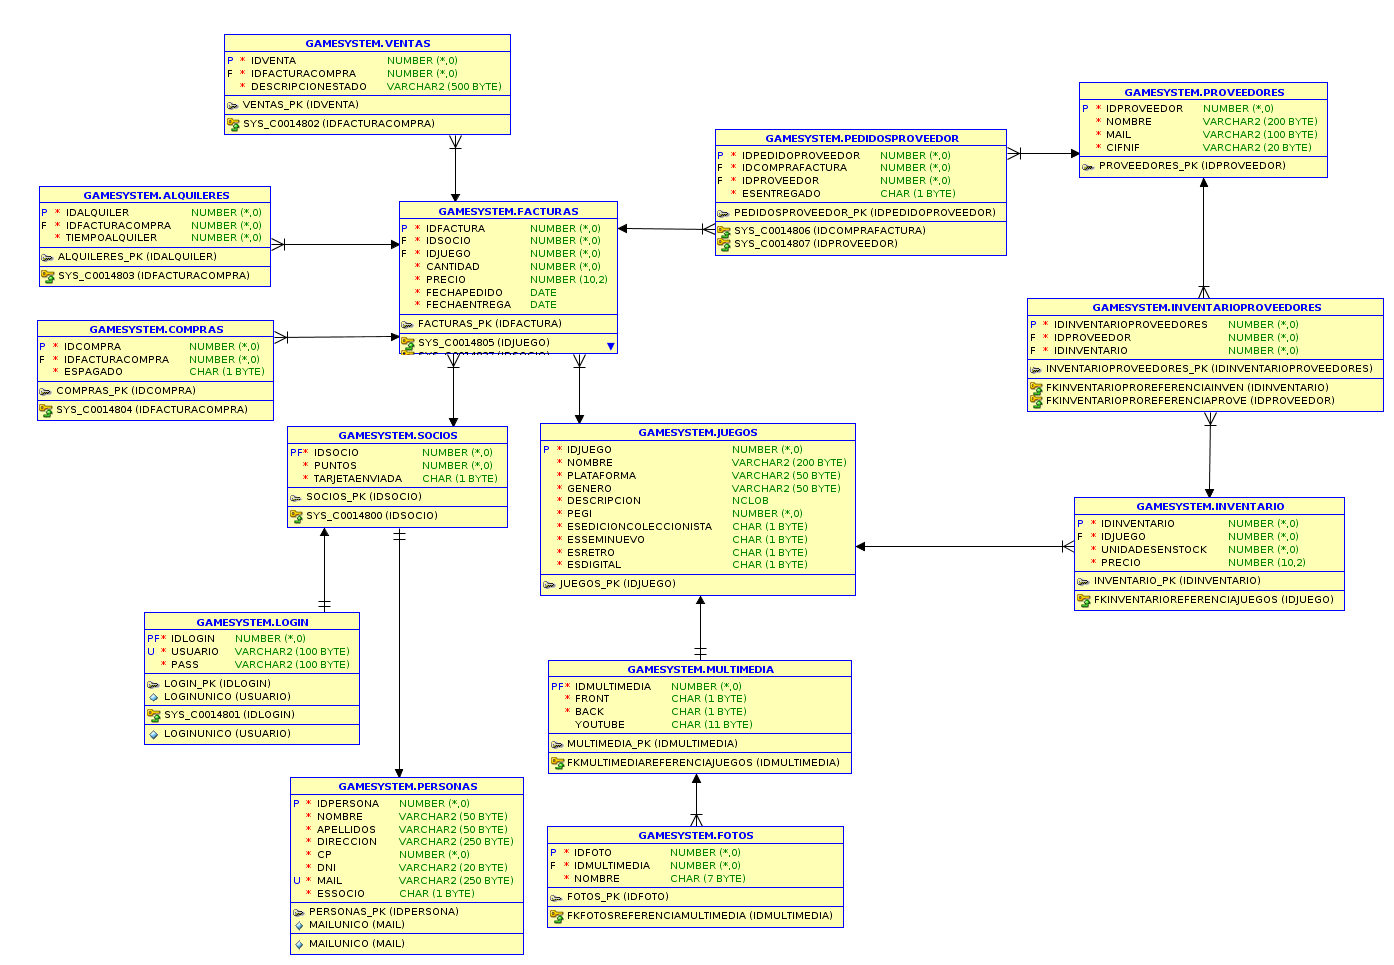 GAMESYSTEM.VENTAS
P * IDVENTA NUMBER (*,0)
F * IDFACTURACOMPRA NUMBER (*,0)
* DESCRIPCIONESTADO VARCHAR2 (500 BYTE)
VENTAS_PK (IDVENTA)
SYS_C0014802 (IDFACTURACOMPRA)
GAMESYSTEM.PROVEEDORES
P * IDPROVEEDOR NUMBER (*,0)
* NOMBRE VARCHAR2 (200 BYTE)
* MAIL VARCHAR2 (100 BYTE)
* CIFNIF VARCHAR2 (20 BYTE)
PROVEEDORES_PK (IDPROVEEDOR)
GAMESYSTEM.PEDIDOSPROVEEDOR
P * IDPEDIDOPROVEEDOR NUMBER (*,0)
F * IDCOMPRAFACTURA NUMBER (*,0)
F * IDPROVEEDOR NUMBER (*,0)
* ESENTREGADO CHAR (1 BYTE)
PEDIDOSPROVEEDOR_PK (IDPEDIDOPROVEEDOR)
SYS_C0014806 (IDCOMPRAFACTURA)
SYS_C0014807 (IDPROVEEDOR)
GAMESYSTEM.ALQUILERES
P * IDALQUILER NUMBER (*,0)
F * IDFACTURACOMPRA NUMBER (*,0)
* TIEMPOALQUILER NUMBER (*,0)
ALQUILERES_PK (IDALQUILER)
SYS_C0014803 (IDFACTURACOMPRA)
GAMESYSTEM.FACTURAS
P * IDFACTURA NUMBER (*,0)
F * IDSOCIO NUMBER (*,0)
F * IDJUEGO NUMBER (*,0)
* CANTIDAD NUMBER (*,0)
* PRECIO NUMBER (10,2)
* FECHAPEDIDO DATE
* FECHAENTREGA DATE
FACTURAS_PK (IDFACTURA)
SYS_C0014805 (IDJUEGO)
GAMESYSTEM.COMPRAS
P * IDCOMPRA NUMBER (*,0)
F * IDFACTURACOMPRA NUMBER (*,0)
* ESPAGADO CHAR (1 BYTE)
COMPRAS_PK (IDCOMPRA)
SYS_C0014804 (IDFACTURACOMPRA)
GAMESYSTEM.INVENTARIOPROVEEDORES
P * IDINVENTARIOPROVEEDORES NUMBER (*,0)
F * IDPROVEEDOR NUMBER (*,0)
F * IDINVENTARIO NUMBER (*,0)
INVENTARIOPROVEEDORES_PK (IDINVENTARIOPROVEEDORES)
FKINVENTARIOPROREFERENCIAINVEN (IDINVENTARIO)
FKINVENTARIOPROREFERENCIAPROVE (IDPROVEEDOR)
GAMESYSTEM.SOCIOS
PF* IDSOCIO NUMBER (*,0)
* PUNTOS NUMBER (*,0)
* TARJETAENVIADA CHAR (1 BYTE)
SOCIOS_PK (IDSOCIO)
SYS_C0014800 (IDSOCIO)
GAMESYSTEM.JUEGOS
P * IDJUEGO NUMBER (*,0)
* NOMBRE VARCHAR2 (200 BYTE)
* PLATAFORMA VARCHAR2 (50 BYTE)
* GENERO VARCHAR2 (50 BYTE)
* DESCRIPCION NCLOB
* PEGI NUMBER (*,0)
* ESEDICIONCOLECCIONISTA CHAR (1 BYTE)
* ESSEMINUEVO CHAR (1 BYTE)
* ESRETRO CHAR (1 BYTE)
* ESDIGITAL CHAR (1 BYTE)
JUEGOS_PK (IDJUEGO)
GAMESYSTEM.INVENTARIO
P * IDINVENTARIO NUMBER (*,0)
F * IDJUEGO NUMBER (*,0)
* UNIDADESENSTOCK NUMBER (*,0)
* PRECIO NUMBER (10,2)
INVENTARIO_PK (IDINVENTARIO)
FKINVENTARIOREFERENCIAJUEGOS (IDJUEGO)
GAMESYSTEM.LOGIN
PF* IDLOGIN NUMBER (*,0)
U * USUARIO VARCHAR2 (100 BYTE)
* PASS VARCHAR2 (100 BYTE)
LOGIN_PK (IDLOGIN)
LOGINUNICO (USUARIO)
SYS_C0014801 (IDLOGIN)
LOGINUNICO (USUARIO)
GAMESYSTEM.MULTIMEDIA
PF* IDMULTIMEDIA NUMBER (*,0)
* FRONT CHAR (1 BYTE)
* BACK CHAR (1 BYTE)
YOUTUBE CHAR (11 BYTE)
MULTIMEDIA_PK (IDMULTIMEDIA)
FKMULTIMEDIAREFERENCIAJUEGOS (IDMULTIMEDIA)
GAMESYSTEM.PERSONAS
P * IDPERSONA NUMBER (*,0)
* NOMBRE VARCHAR2 (50 BYTE)
* APELLIDOS VARCHAR2 (50 BYTE)
* DIRECCION VARCHAR2 (250 BYTE)
* CP NUMBER (*,0)
* DNI VARCHAR2 (20 BYTE)
U * MAIL VARCHAR2 (250 BYTE)
* ESSOCIO CHAR (1 BYTE)
PERSONAS_PK (IDPERSONA)
MAILUNICO (MAIL)
MAILUNICO (MAIL)
GAMESYSTEM.FOTOS
P * IDFOTO NUMBER (*,0)
F * IDMULTIMEDIA NUMBER (*,0)
* NOMBRE CHAR (7 BYTE)
FOTOS_PK (IDFOTO)
FKFOTOSREFERENCIAMULTIMEDIA (IDMULTIMEDIA)